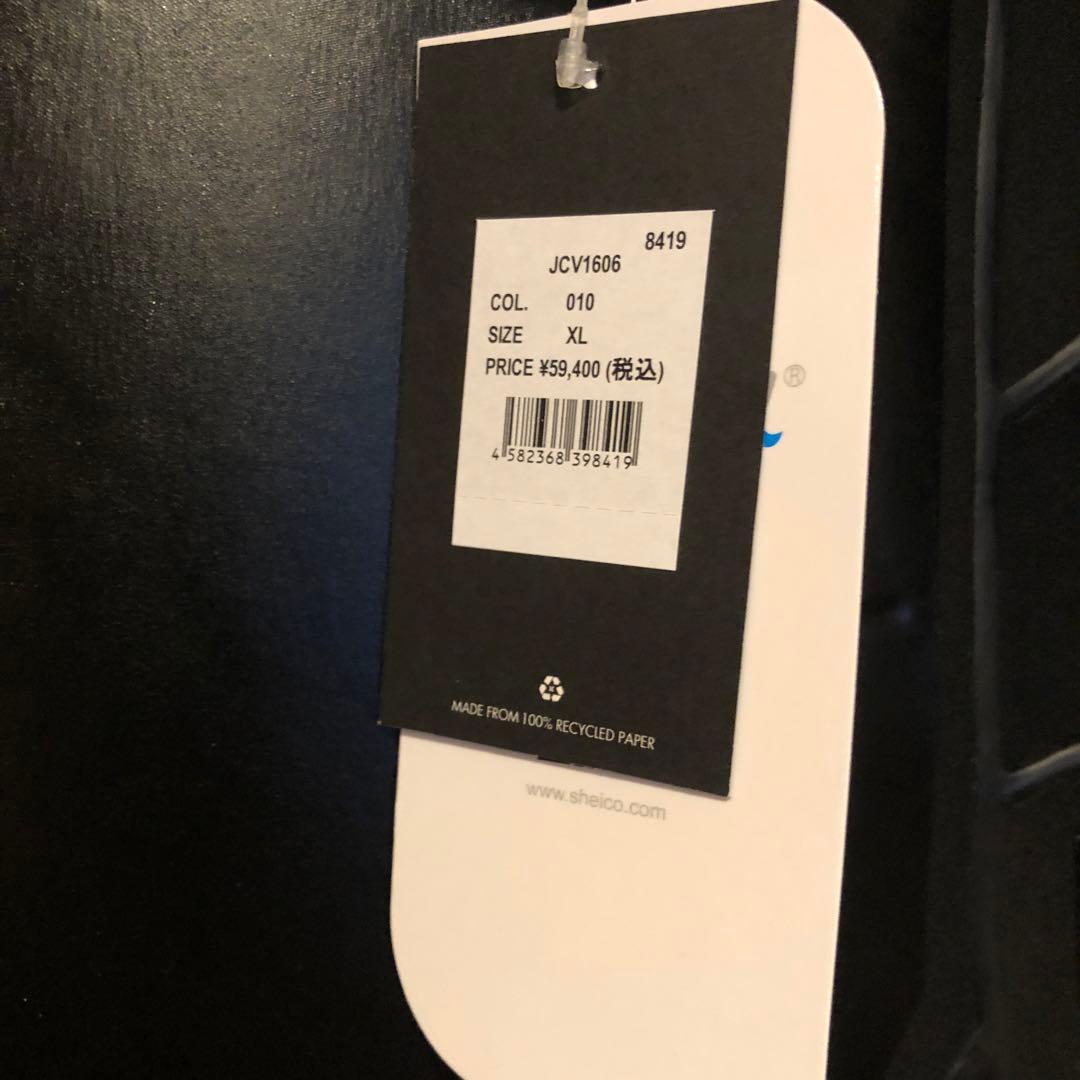 8419
JCV1606
COL. 010
SIZE XL
PRICE ¥59,400 (税込)
4 582368 398419
®
MADE FROM 100% RECYCLED PAPER
www.sheico.com